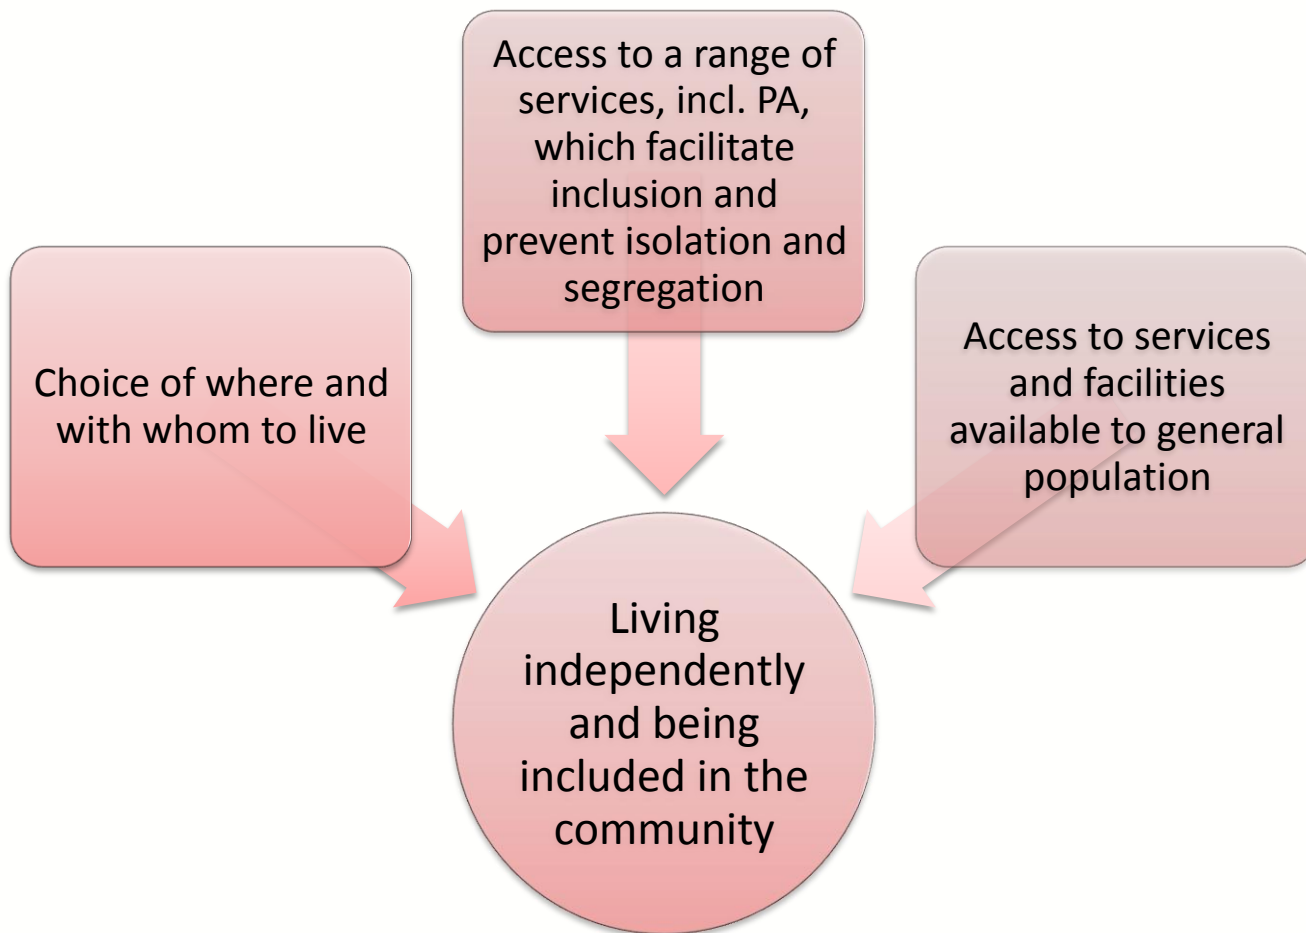 Access to a range of
services, incl. PA,
which facilitate
inclusion and
prevent isolation and
segregation
Choice of where and
with whom to live
Access to services
and facilities
available to general
population
Living
independently
and being
included in the
community